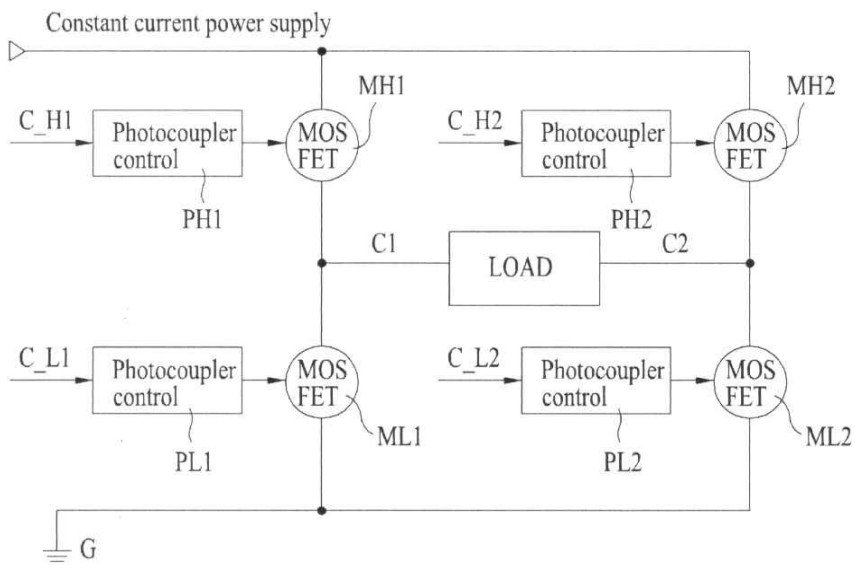 Constant current power supply
MH1
MH2
C_H1
Photocoupler
control
MOS
FET
C_H2
Photocoupler
control
MOS
FET
PH1
PH2
C1
LOAD
C2
C_L1
Photocoupler
control
MOS
FET
C_L2
Photocoupler
control
MOS
FET
PL1
ML1
PL2
ML2
G